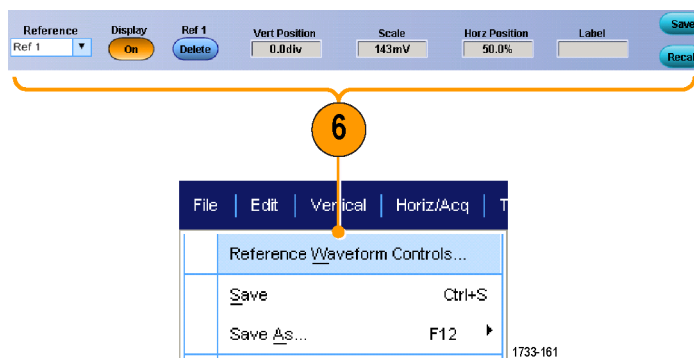 Reference Display Ref 1 Vert Position Scale Horz Position Label Save
Ref 1 On Delete 0.0div 143mV 50.0% Recal
6
File Edit Vertical Horiz/Acq T
Reference Waveform Controls...
Save Ctrl+S
Save As... F12
1733-161